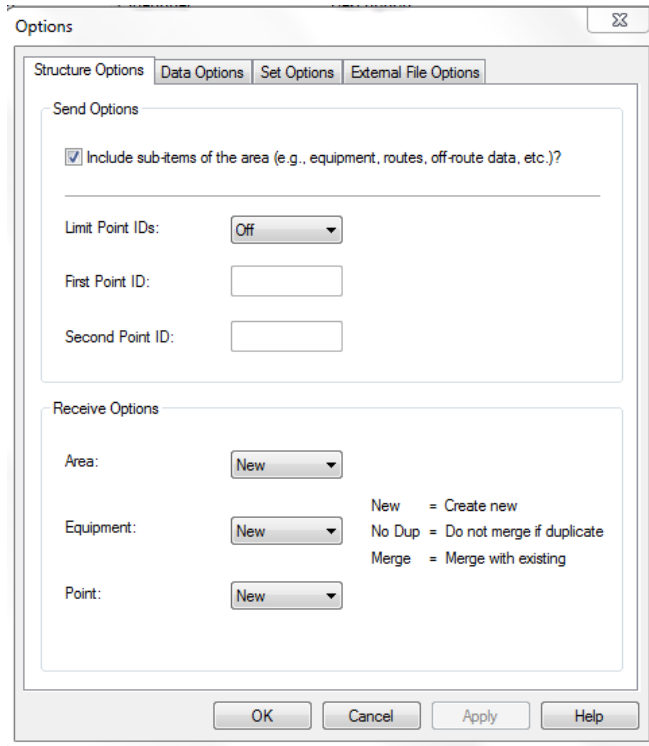 Options
Structure Options Data Options Set Options External File Options
Send Options
Include sub-items of the area (e.g., equipment, routes, off-route data, etc.)?
Limit Point IDs: Off
First Point ID:
Second Point ID:
Receive Options
Area: New
New = Create new
Equipment: New
No Dup = Do not merge if duplicate
Merge = Merge with existing
Point: New
OK Cancel Apply Help